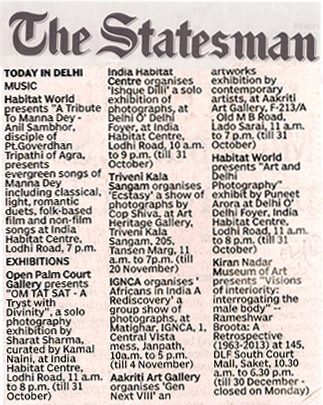 The Statesman
TODAY IN DELHI
MUSIC
Habitat World
presents "A Tribute
To Manna Dey -
Anil Sambhor,
disciple of
Pt.Goverdhan
Tripathi of Agra,
presents
evergreen songs of
Manna Dey
including classical,
light, romantic
duets, folk-based
film and non-film
songs at India
Habitat Centre,
Lodhi Road, 7 p.m.
EXHIBITIONS
Open Palm Court
Gallery presents
"OM TAT SAT - A
Tryst with
Divinity", a solo
photography
exhibition by
Sharat Sharma,
curated by Kamal
Naini, at India
Habitat Centre,
Lodhi Road, 11 a.m.
to 8 p.m. (till 31
October)
India Habitat
Centre organises
'Ishque Dilli' a solo
exhibition of
photographs, at
Delhi O' Delhi
Foyer, at India
Habitat Centre,
Lodhi Road, 10 a.m.
to 9 p.m. (till 31
October)
Triveni Kala
Sangam organises
'Ecstasy' a show of
photographs by
Cop Shiva, at Art
Heritage Gallery,
Triveni Kala
Sangam, 205,
Tansen Marg, 11
a.m. to 7p.m. (till
20 November)
IGNCA organises '
Africans in India A
Rediscovery' a
group show of
photographs, at
Matighar, IGNCA, 1,
Central Vista
mess, Janpath,
10a.m. to 5 p.m.
(till 4 November)
Aakriti Art Gallery
organises 'Gen
Next VIII' an
artworks
exhibition by
contemporary
artists, at Aakriti
Art Gallery, F-213/A
, Old M B Road,
Lado Sarai, 11 a.m.
to 7 p.m. (till 31
October)
Habitat World
presents "Art and
Delhi
Photography"
exhibit by Puneet
Arora at Delhi O'
Delhi Foyer, India
Habitat Centre,
Lodhi Road, 11 a.m.
to 8 p.m. (till 31
October)
Kiran Nadar
Museum of Art
presents "Visions
of interiority:
interrogating the
male body" --
Rameshwar
Broota: A
Retrospective
(1963-2013) at 145,
DLF South Court
Mall, Saket, 10.30
a.m. to 6.30 p.m.
(till 30 December -
closed on Monday)